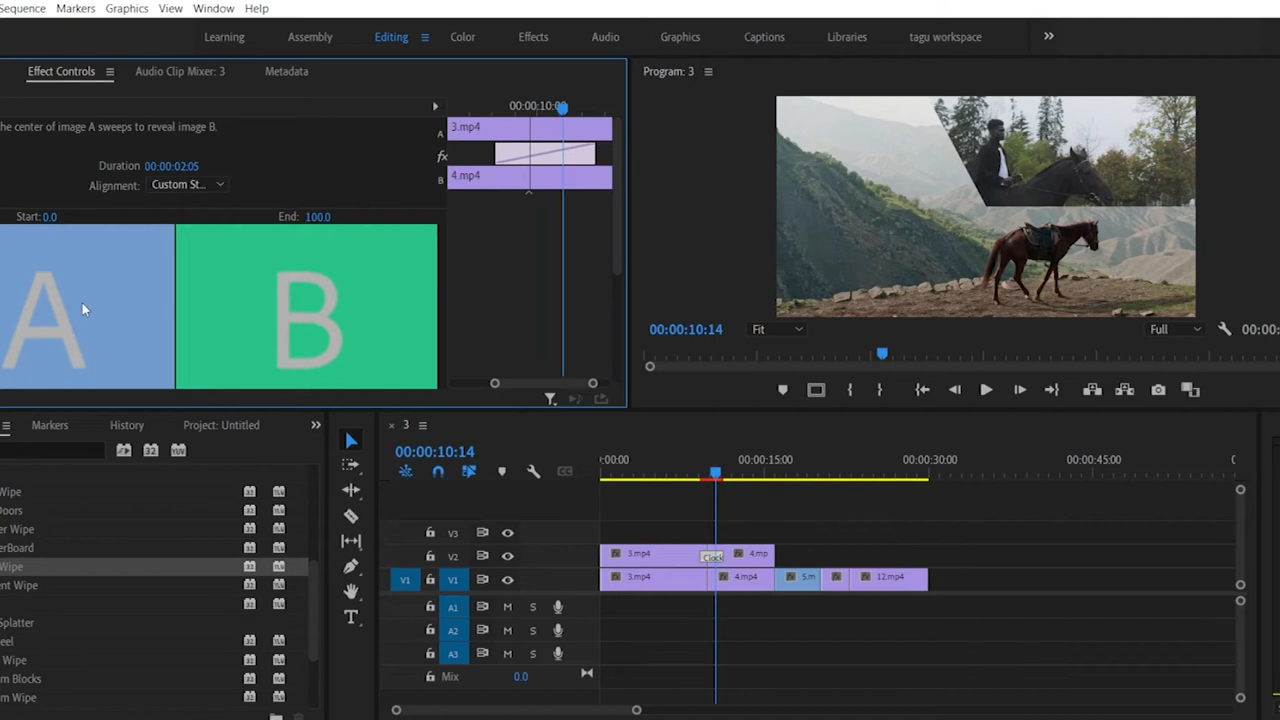 Sequence Markers Graphics View Window Help
Learning Assembly Editing Color Effects Audio Graphics Captions Libraries tagu workspace
Effect Controls Audio Clip Mixer: 3 Metadata
Program: 3
00:00:10:00
he center of image A sweeps to reveal image B.
A 3.mp4
fx
B 4.mp4
Duration 00:00:02:05
Alignment: Custom St...
Start: 0.0 End: 100.0
A B
00:00:10:14 Fit Full 00:00:
Markers History Project: Untitled
3
00:00:10:14
:00:00 00:00:15:00 00:00:30:00 00:00:45:00
Wipe
Doors
er Wipe
erBoard
Wipe
ent Wipe
Splatter
eel
Wipe
m Blocks
m Wipe
V3
V2 3.mp4 Clock 4.mp
V1 V1 3.mp4 4.mp4 5.m 12.mp4
A1 M S
A2 M S
A3 M S
Mix 0.0